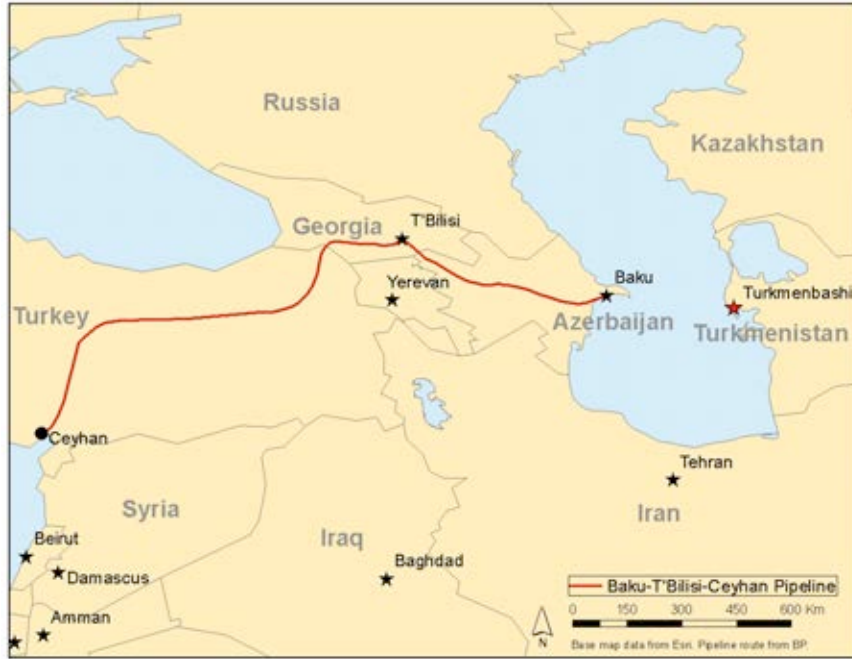 Russia
Kazakhstan
Georgia
T'Bilisi
Yerevan
Baku
Turkmenbashi
Turkey
Azerbaijan
Turkmenistan
Ceyhan
Tehran
Syria
Iran
Iraq
Beirut
Damascus
Baghdad
Amman
Baku-T'Bilisi-Ceyhan Pipeline
0 150 300 450 600 Km
N
Base map data from Esri. Pipeline route from BP.